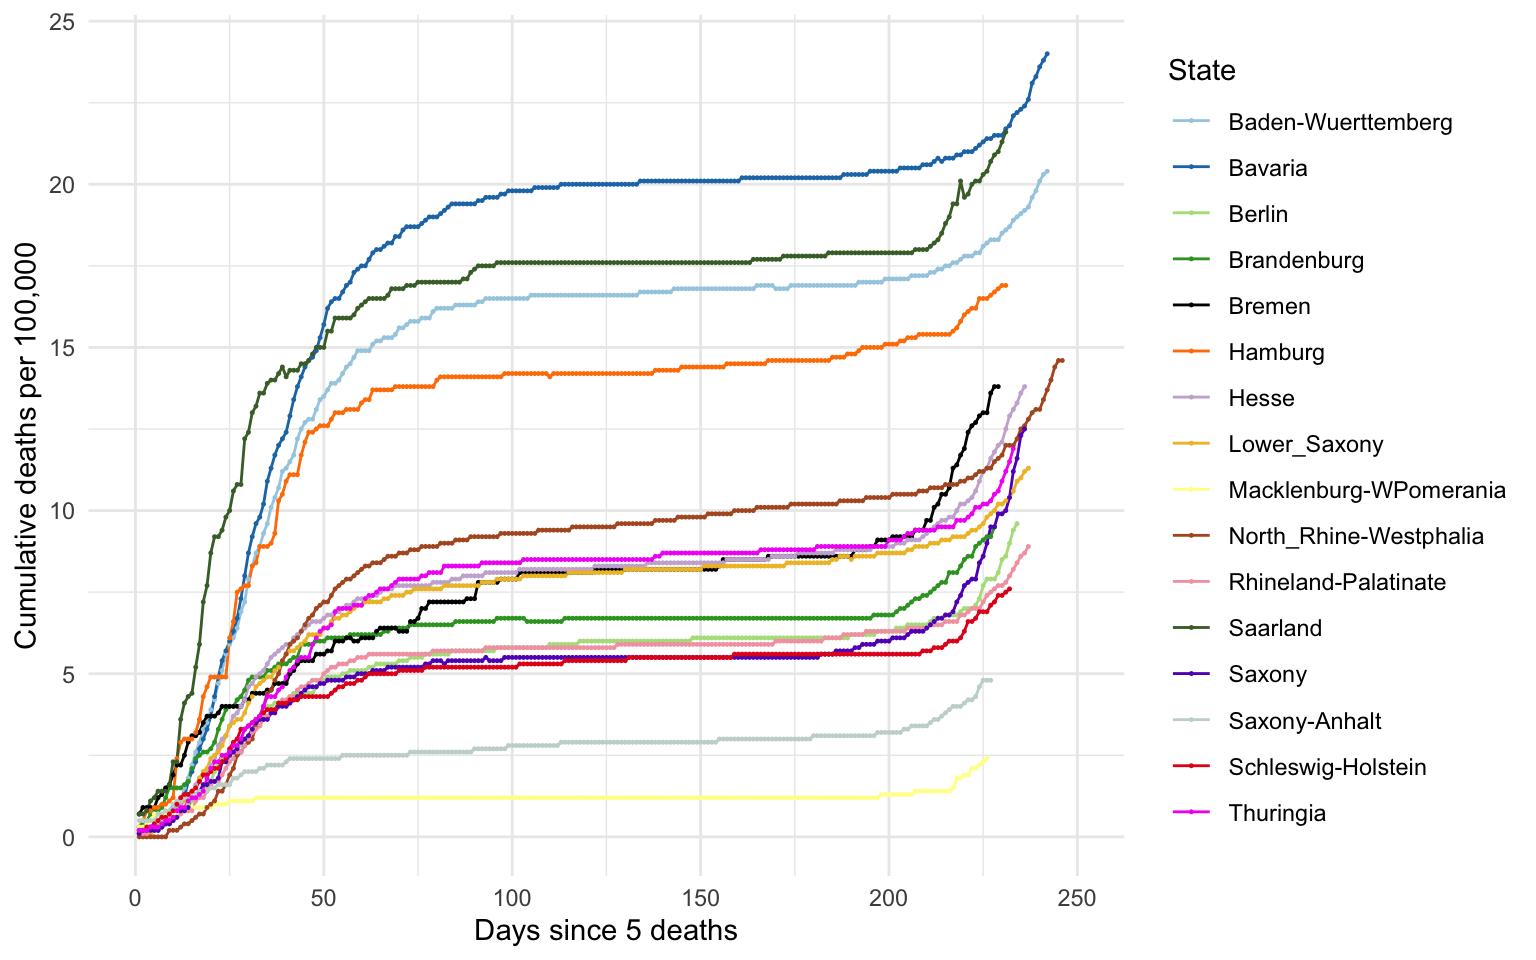 25
20
15
10
5
0
Cumulative deaths per 100,000
0 50 100 150 200 250
Days since 5 deaths
State
Baden-Wuerttemberg
Bavaria
Berlin
Brandenburg
Bremen
Hamburg
Hesse
Lower_Saxony
Macklenburg-WPomerania
North_Rhine-Westphalia
Rhineland-Palatinate
Saarland
Saxony
Saxony-Anhalt
Schleswig-Holstein
Thuringia